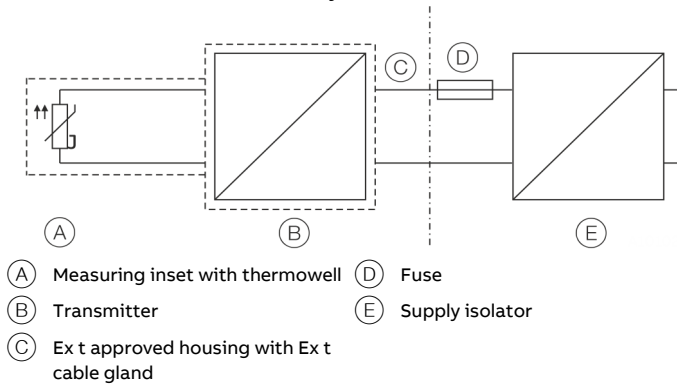 C
D
A
B
E
A Measuring inset with thermowell
B Transmitter
C Ex t approved housing with Ex t
cable gland
D Fuse
E Supply isolator